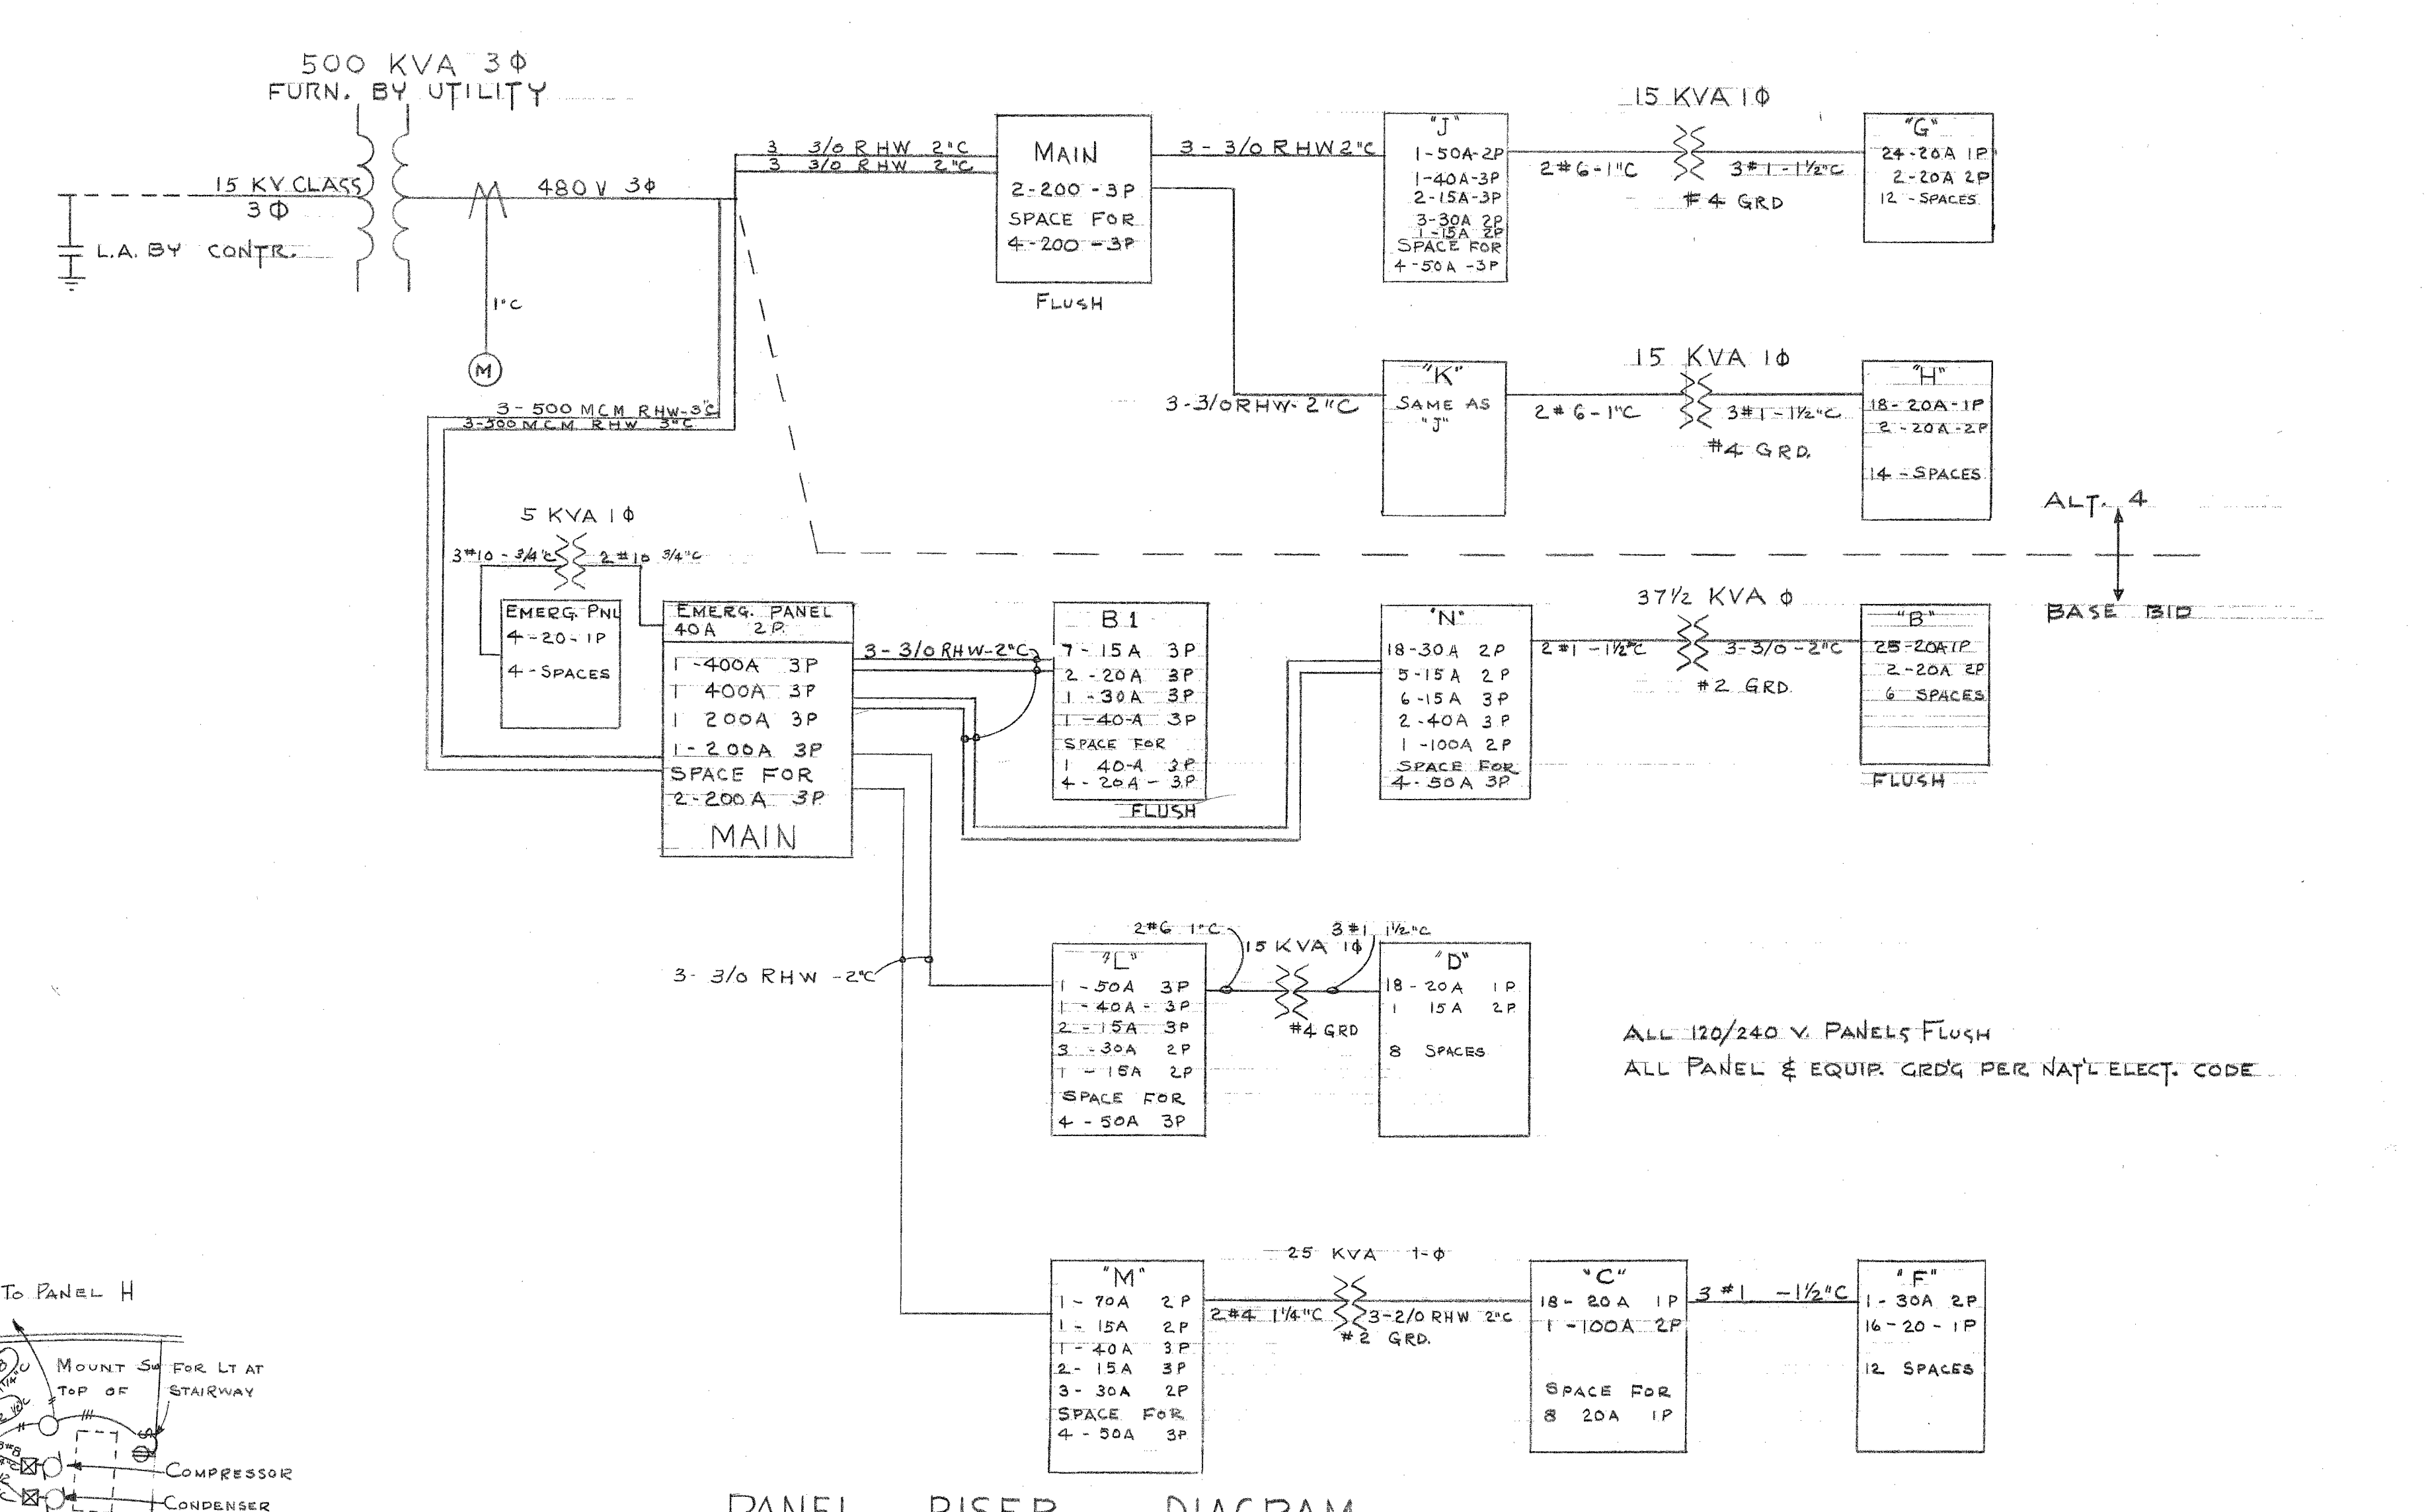 500 KVA 3Φ
FURN. BY UTILITY
15 KV CLASS
3Φ
L.A. BY CONTR.
480 V 3Φ
1"C
M
3 3/0 RHW 2"C
3 3/0 RHW 2"C
3-500 MCM RHW-3"C
3-500 MCM RHW 3"C
MAIN
2-200-3P
SPACE FOR
4-200-3P
FLUSH
3-3/0 RHW 2"C
"J"
1-50A-2P
1-40A-3P
2-15A-3P
3-30A 2P
1-15A 2P
SPACE FOR
4-50A-3P
15 KVA 1Φ
2#6-1"C
3#1-1½"C
#4 GRD
"G"
24-20A 1P
2-20A 2P
12-SPACES
3-3/0 RHW-2"C
"K"
SAME AS
"J"
15 KVA 1Φ
2#6-1"C
3#1-1½"C
#4 GRD.
"H"
18-20A-1P
2-20A-2P
14-SPACES
ALT. 4
BASE BID
5 KVA 1Φ
3#10-3/4"C
2#10 3/4"C
EMERG. PNL
4-20-1P
4-SPACES
EMERG. PANEL
40A 2P.
1-400A 3P
1 400A 3P
1 200A 3P
1-200A 3P
SPACE FOR
2-200A 3P
MAIN
3-3/0 RHW-2"C
B1
7-15A 3P
2-20A 3P
1-30A 3P
1-40-A 3P
SPACE FOR
1 40-A 3P
4-20A-3P
FLUSH
"N"
18-30A 2P
5-15A 2P
6-15A 3P
2-40A 3P
1-100A 2P
SPACE FOR
4-50A 3P
37½ KVA Φ
2#1-1½"C
3-3/0-2"C
#2 GRD.
"B"
25-20A 1P
2-20A 2P
6 SPACES
FLUSH
3-3/0 RHW-2"C
"L"
1-50A 3P
1-40A-3P
2-15A 3P
3-30A 2P
1-15A 2P
SPACE FOR
4-50A 3P
2#6 1"C
15 KVA 1Φ
3#1 1½"C
#4 GRD
"D"
18-20A 1P
1 15A 2P
8 SPACES
ALL 120/240 V. PANELS FLUSH
ALL PANEL & EQUIP. GRD'G PER NAT'L ELECT. CODE
"M"
1-70A 2P
1-15A 2P
1-40A 3P
2-15A 3P
3-30A 2P
SPACE FOR
4-50A 3P
25 KVA 1-Φ
2#4 1¼"C
3-2/0 RHW 2"C
#2 GRD.
"C"
18-20A 1P
1-100A 2P
SPACE FOR
8 20A 1P
3#1-1½"C
"F"
1-30A 2P
16-20-1P
12 SPACES
TO PANEL H
MOUNT SW FOR LT AT
TOP OF STAIRWAY
S
COMPRESSOR
CONDENSER
PANEL RISER DIAGRAM